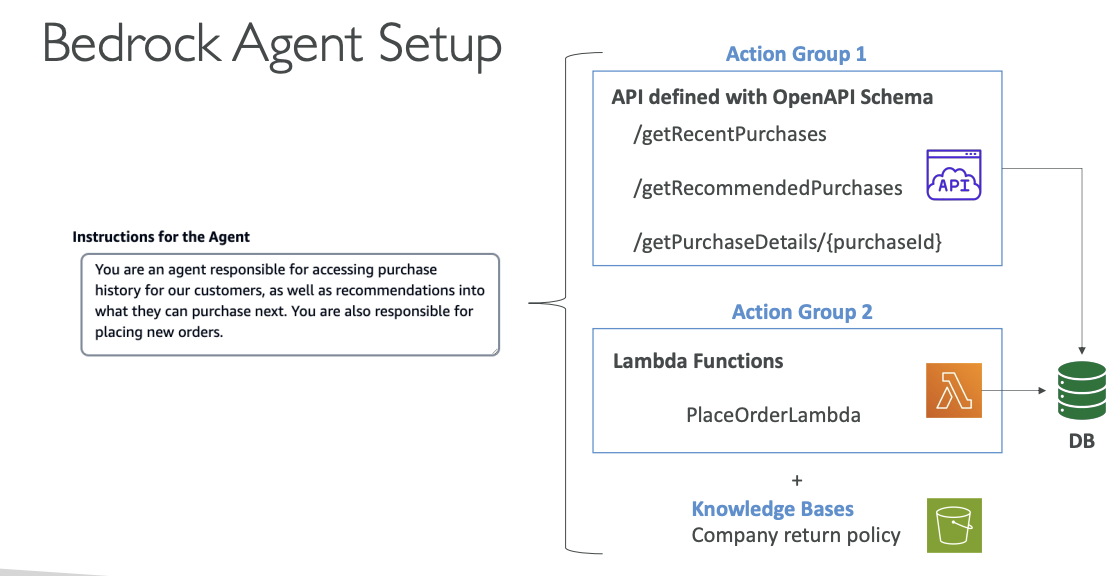 Bedrock Agent Setup
Instructions for the Agent
You are an agent responsible for accessing purchase
history for our customers, as well as recommendations into
what they can purchase next. You are also responsible for
placing new orders.
Action Group 1
API defined with OpenAPI Schema
/getRecentPurchases
/getRecommendedPurchases
/getPurchaseDetails/{purchaseId}
API
Action Group 2
Lambda Functions
PlaceOrderLambda
DB
+
Knowledge Bases
Company return policy